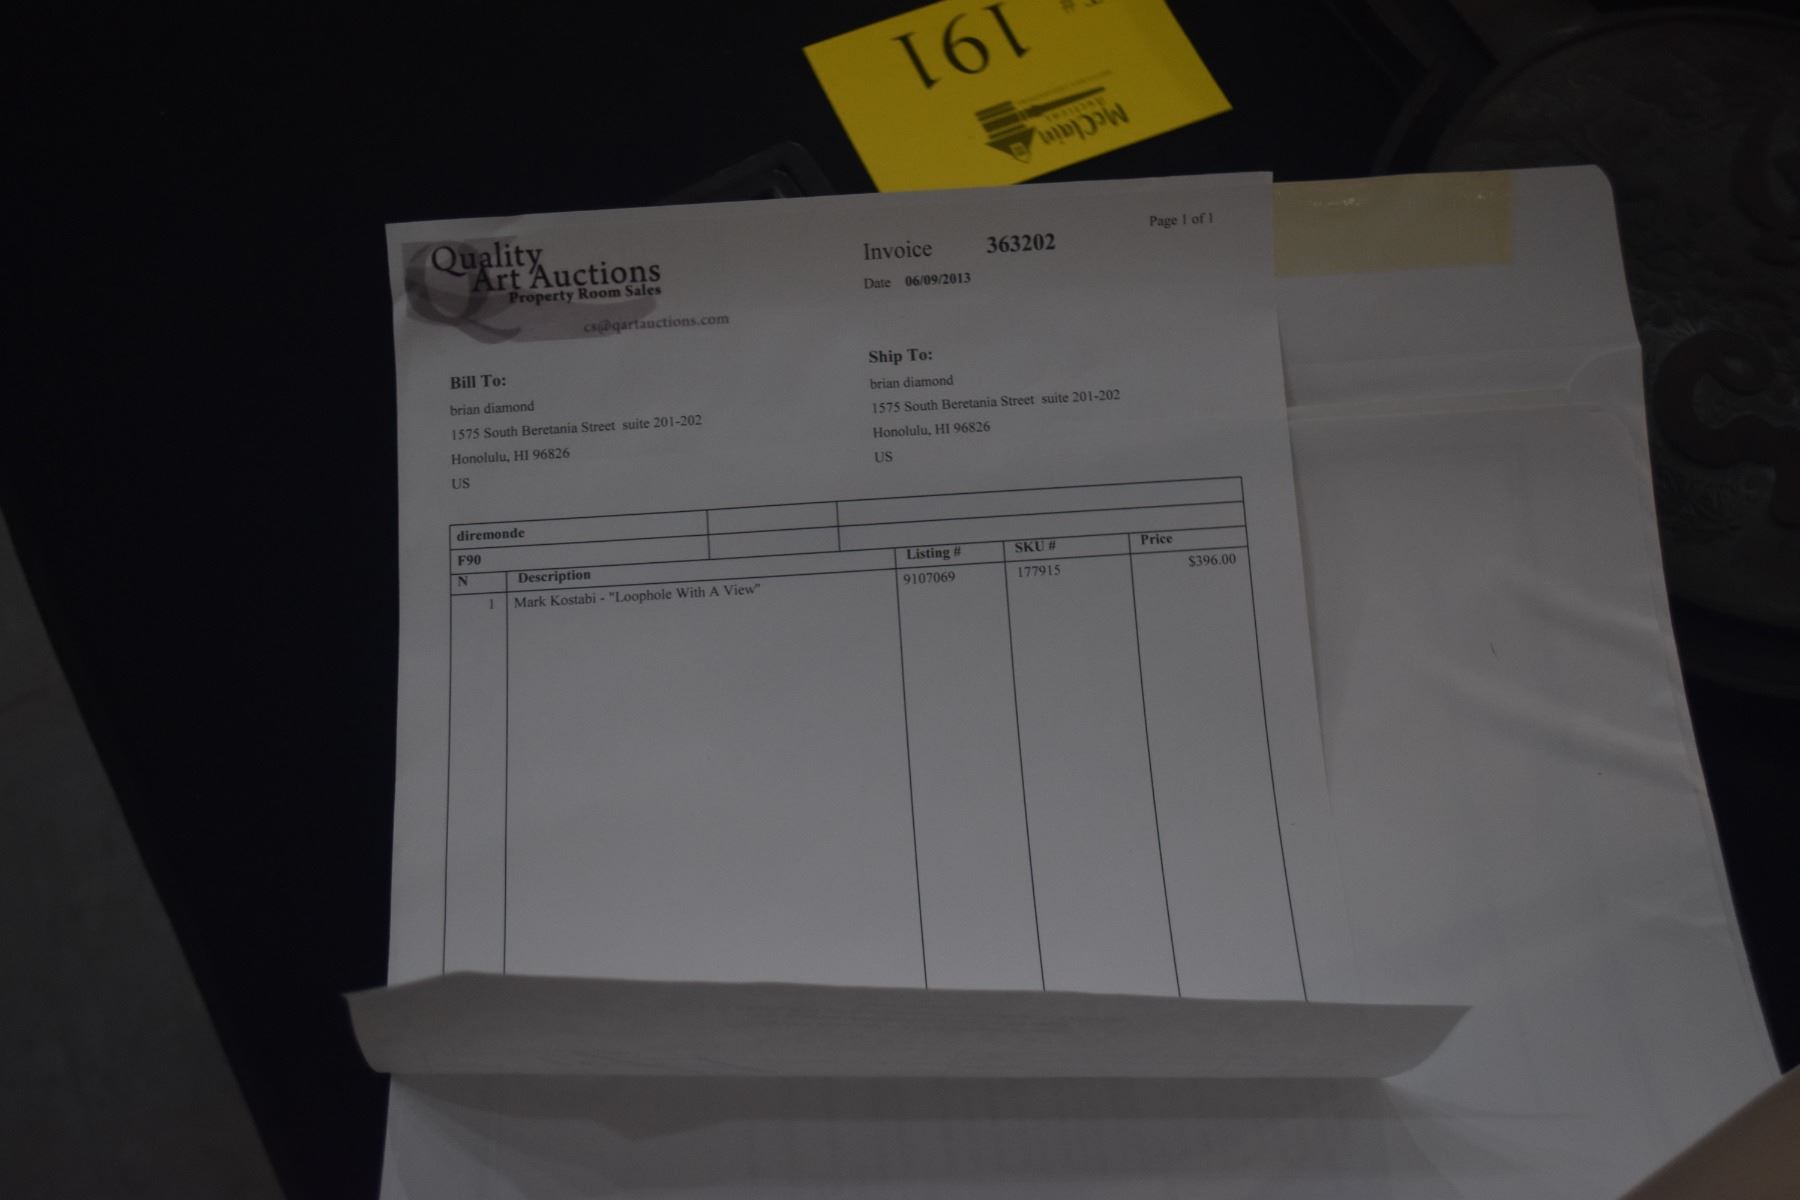 191
McClain
AUCTIONS
Quality
Art Auctions
Property Room Sales
cs@qartauctions.com
Invoice 363202
Page 1 of 1
Date 06/09/2013
Bill To:
brian diamond
1575 South Beretania Street suite 201-202
Honolulu, HI 96826
US
Ship To:
brian diamond
1575 South Beretania Street suite 201-202
Honolulu, HI 96826
US
diremonde
F90
N Description Listing # SKU # Price
1 Mark Kostabi - "Loophole With A View" 9107069 177915 $396.00